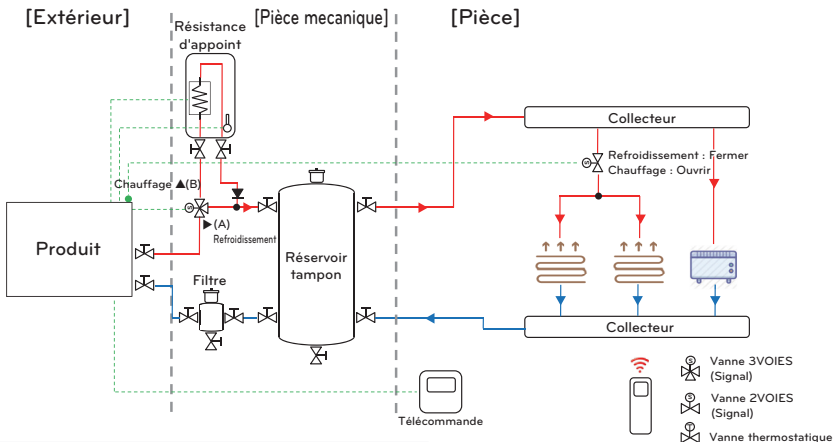 [Extérieur]
[Pièce mecanique]
[Pièce]
Résistance
d'appoint
Collecteur
Refroidissement : Fermer
Chauffage : Ouvrir
Chauffage ▲(B)
▶(A)
Refroidissement
Produit
Réservoir
tampon
Filtre
Collecteur
Télécommande
S Vanne 3VOIES
(Signal)
S Vanne 2VOIES
(Signal)
T Vanne thermostatique